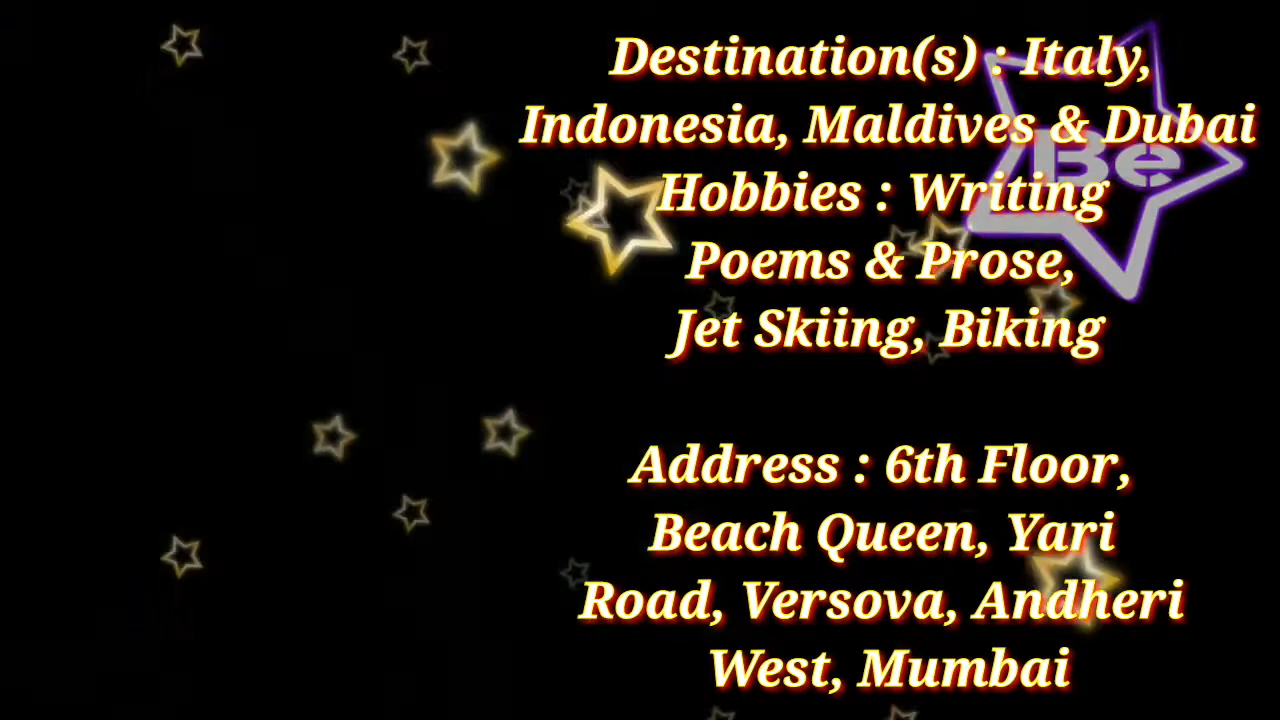 Destination(s) : Italy,
Indonesia, Maldives & Dubai
Be
Hobbies : Writing
Poems & Prose,
Jet Skiing, Biking
Address : 6th Floor,
Beach Queen, Yari
Road, Versova, Andheri
West, Mumbai